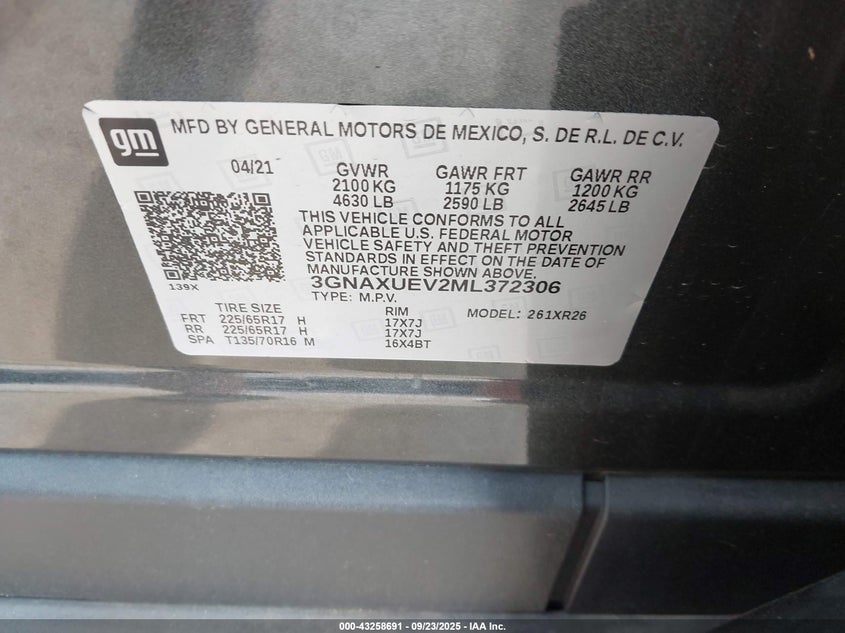 gm
MFD BY GENERAL MOTORS DE MEXICO, S. DE R.L. DE C.V.
04/21 GVWR GAWR FRT GAWR RR
2100 KG 1175 KG 1200 KG
4630 LB 2590 LB 2645 LB
THIS VEHICLE CONFORMS TO ALL
APPLICABLE U.S. FEDERAL MOTOR
VEHICLE SAFETY AND THEFT PREVENTION
STANDARDS IN EFFECT ON THE DATE OF
MANUFACTURE SHOWN ABOVE.
139X
3GNAXUEV2ML372306
TYPE: M.P.V.
TIRE SIZE RIM MODEL: 261XR26
FRT 225/65R17 H 17X7J
RR 225/65R17 H 17X7J
SPA T135/70R16 M 16X4BT
000-43258691 - 09/23/2025 - IAA Inc.